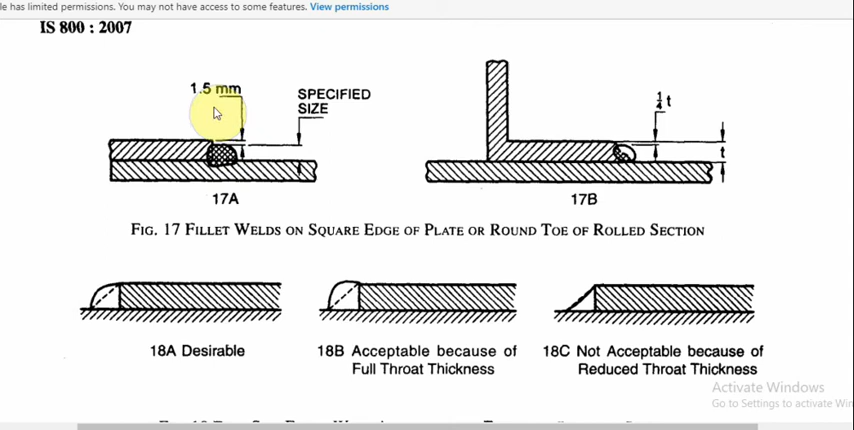 le has limited permissions. You may not have access to some features. View permissions
IS 800 : 2007
1.5 mm
SPECIFIED
SIZE
1/4 t
t
17A
17B
FIG. 17 FILLET WELDS ON SQUARE EDGE OF PLATE OR ROUND TOE OF ROLLED SECTION
18A Desirable
18B Acceptable because of
Full Throat Thickness
18C Not Acceptable because of
Reduced Throat Thickness
Activate Windows
Go to Settings to activate Win